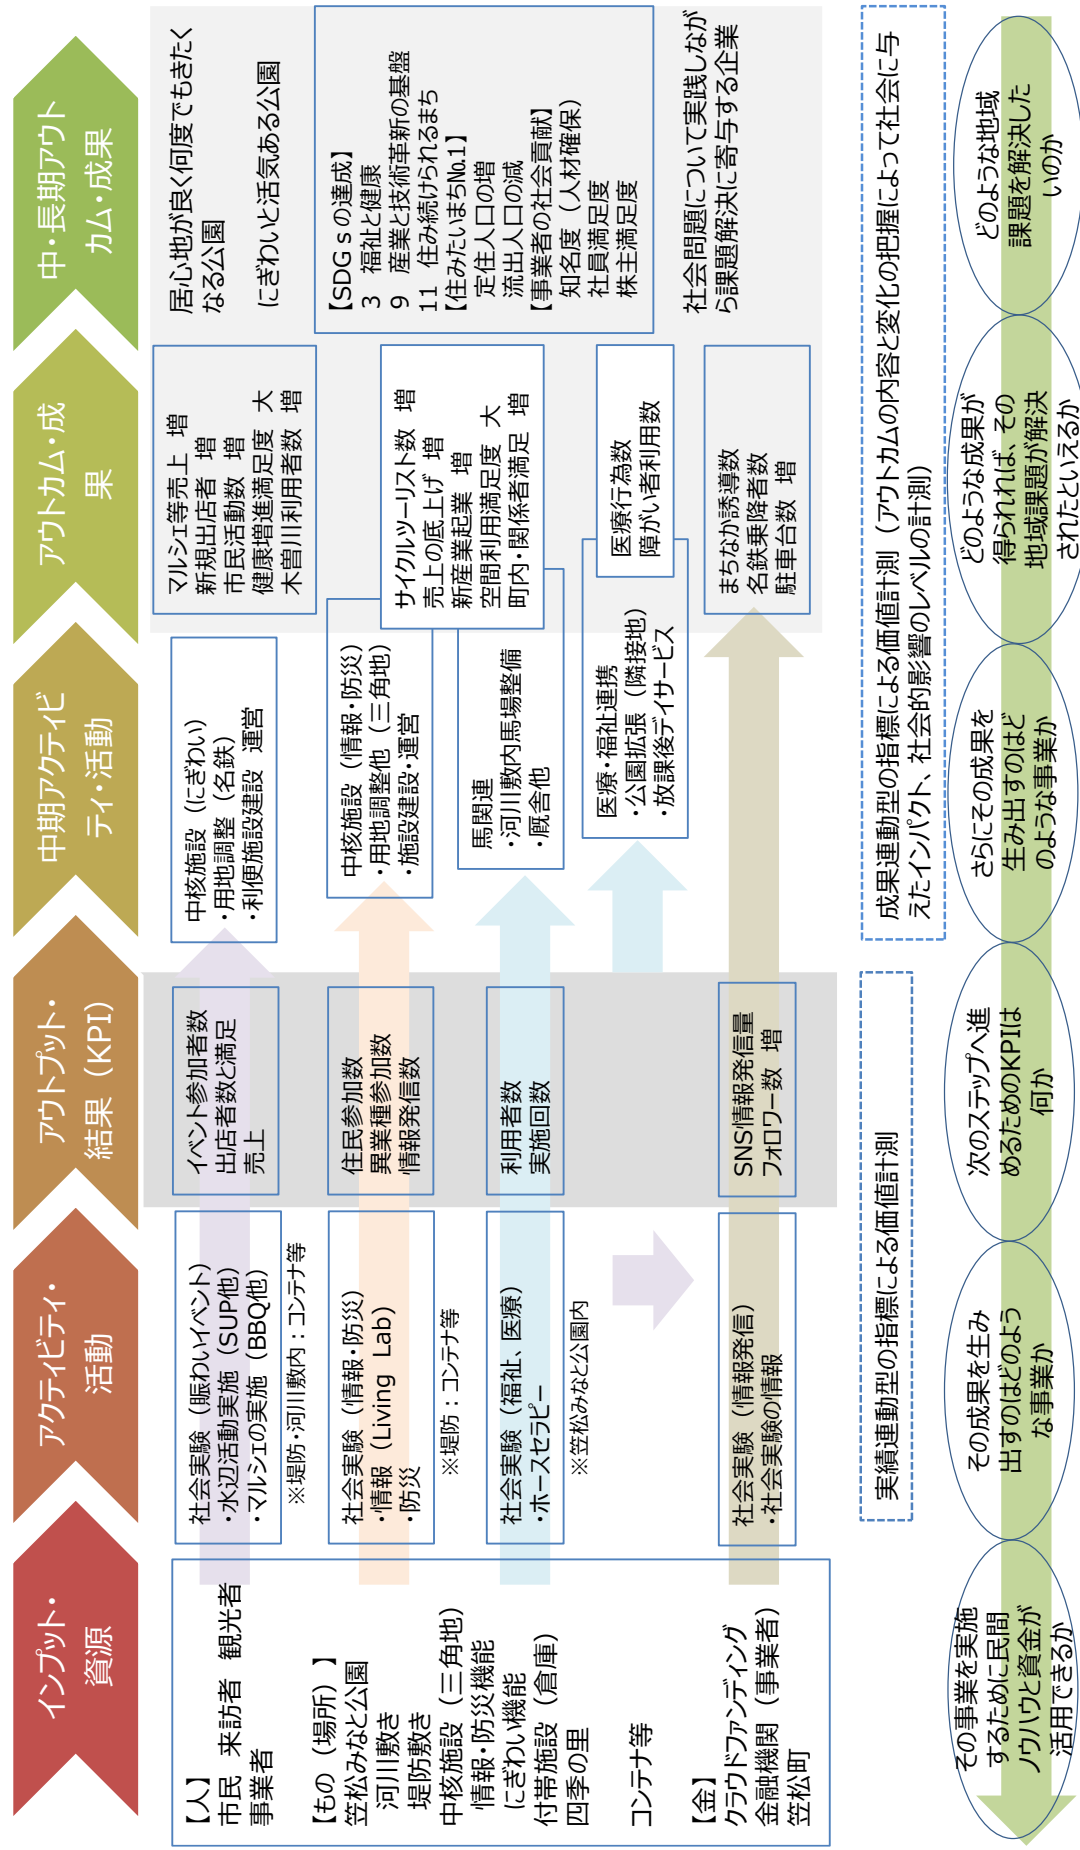 インプット・
資源
アクティビティ・
活動
アウトプット・
結果（KPI）
中期アクティビ
ティ・活動
アウトカム・成
果
中・長期アウト
カム・成果
【人】
市民 来訪者 観光者
事業者
【もの（場所）】
笠松みなと公園
河川敷き
堤防敷き
中核施設（三角地）
情報・防災機能
にぎわい機能
付帯施設（倉庫）
四季の里
コンテナ等
【金】
クラウドファンディング
金融機関（事業者）
笠松町
社会実験（賑わいイベント）
・水辺活動実施（SUP他）
・マルシェの実施（BBQ他）
※堤防・河川敷内：コンテナ等
社会実験（情報・防災）
・情報（Living Lab）
・防災
※堤防：コンテナ等
社会実験（福祉、医療）
・ホースセラピー
※笠松みなと公園内
社会実験（情報発信）
・社会実験の情報
イベント参加者数
出店者数と満足
売上
住民参加数
異業種参加数
情報発信数
利用者数
実施回数
SNS情報発信量
フォロワー数 増
中核施設（にぎわい）
・用地調整（名鉄）
・利便施設建設 運営
中核施設（情報・防災）
・用地調整他（三角地）
・施設建設・運営
馬関連
・河川敷内馬場整備
・厩舎他
医療・福祉連携
・公園拡張（隣接地）
・放課後デイサービス
マルシェ等売上 増
新規出店者 増
市民活動数 増
健康増進満足度 大
木曽川利用者数 増
サイクルツーリスト数 増
売上の底上げ 増
新産業起業 増
空間利用満足度 大
町内・関係者満足 増
医療行為数
障がい者利用数
まちなか誘導数
名鉄乗降者数
駐車台数 増
居心地が良く何度でもきたく
なる公園
にぎわいと活気ある公園
【SDGｓの達成】
3 福祉と健康
9 産業と技術革新の基盤
11 住み続けられるまち
【住みたいまちNo.1】
定住人口の増
流出人口の減
【事業者の社会貢献】
知名度（人材確保）
社員満足度
株主満足度
社会問題について実践しなが
ら課題解決に寄与する企業
実績連動型の指標による価値計測
成果連動型の指標による価値計測（アウトカムの内容と変化の把握によって社会に与
えたインパクト、社会的影響のレベルの計測）
その事業を実施
するために民間
ノウハウと資金が
活用できるか
その成果を生み
出すのはどのよう
な事業か
次のステップへ進
めるためのKPIは
何か
さらにその成果を
生み出すのはど
のような事業か
どのような成果が
得られれば、その
地域課題が解決
されたといえるか
どのような地域
課題を解決した
いのか